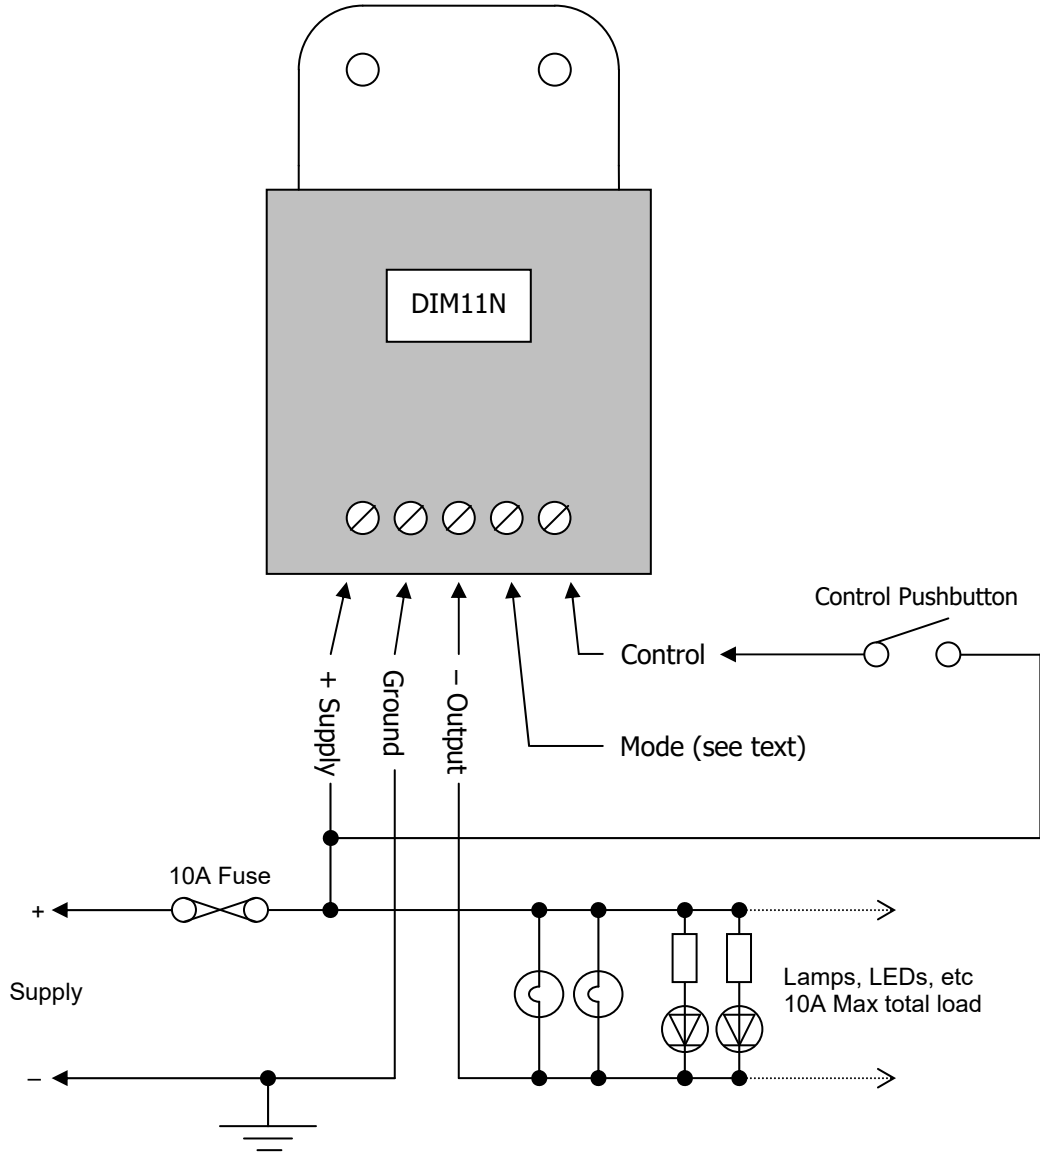 DIM11N
Control Pushbutton
Control
+ Supply
Ground
– Output
Mode (see text)
10A Fuse
+
Supply
Lamps, LEDs, etc
10A Max total load
–